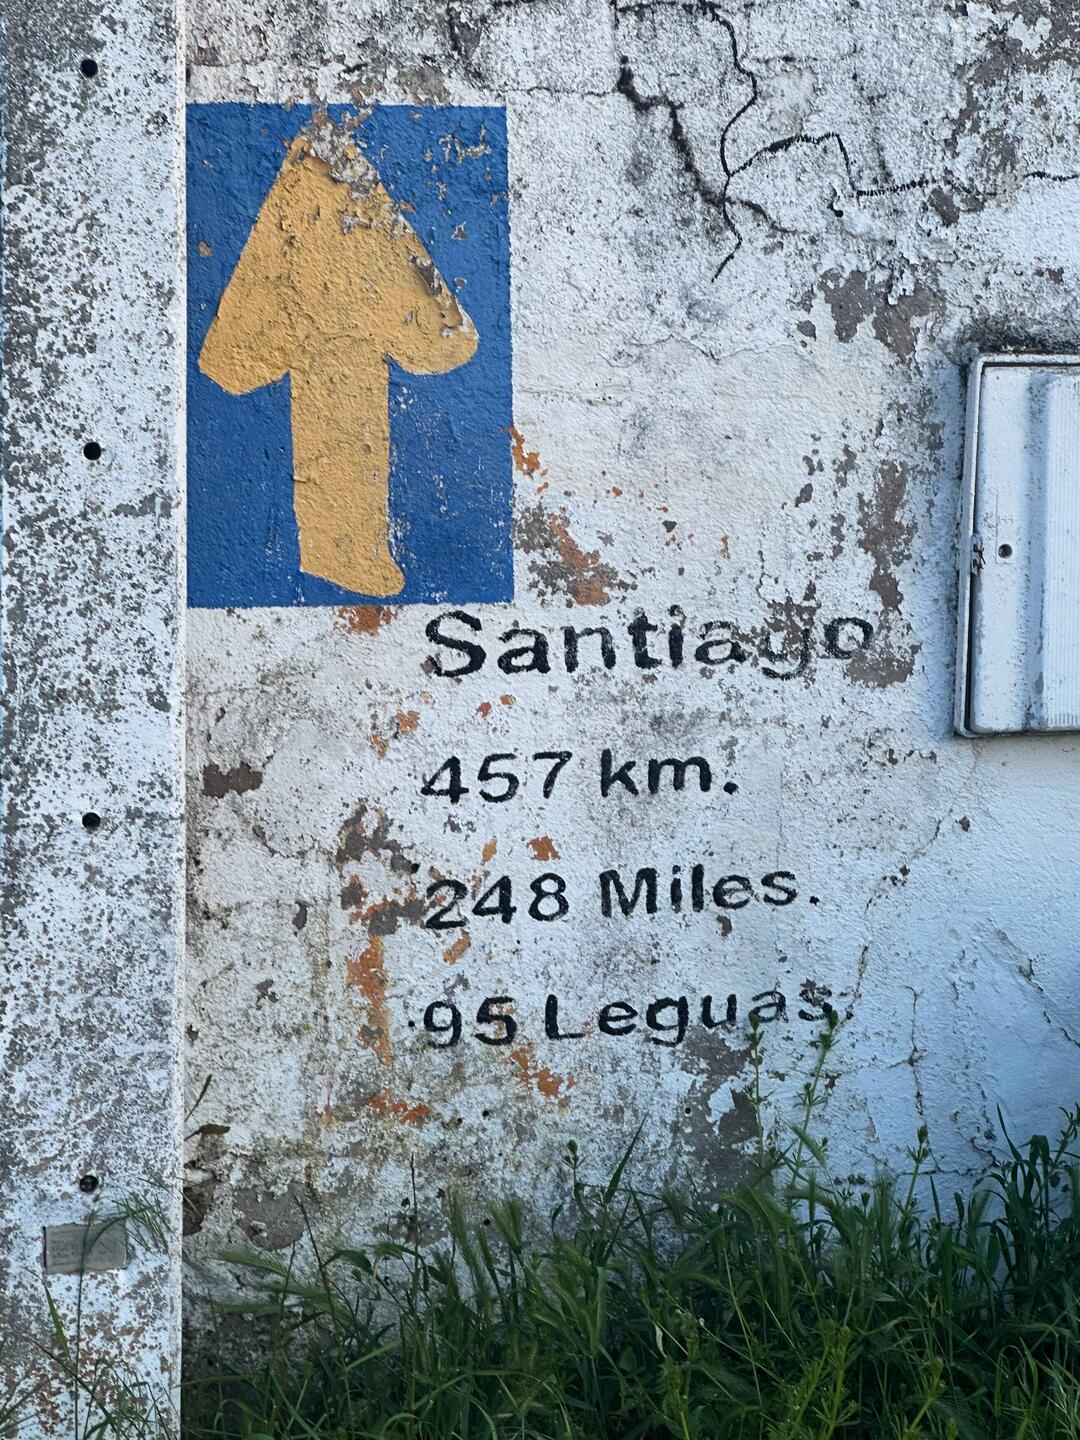 Santiago
457 km.
248 Miles.
95 Leguas.